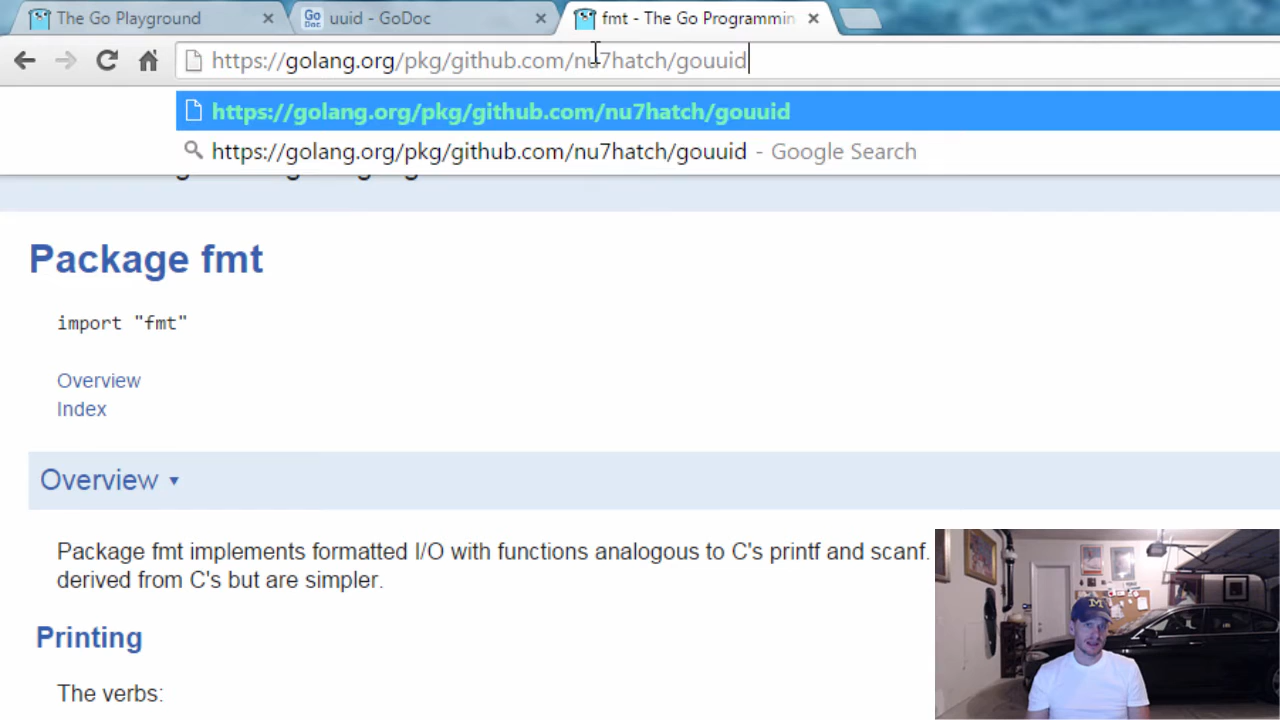 The Go Playground
uuid - GoDoc
fmt - The Go Programmin
https://golang.org/pkg/github.com/nu7hatch/gouuid
https://golang.org/pkg/github.com/nu7hatch/gouuid
https://golang.org/pkg/github.com/nu7hatch/gouuid - Google Search
Package fmt
import "fmt"
Overview
Index
Overview ▾
Package fmt implements formatted I/O with functions analogous to C's printf and scanf.
derived from C's but are simpler.
Printing
The verbs:
M